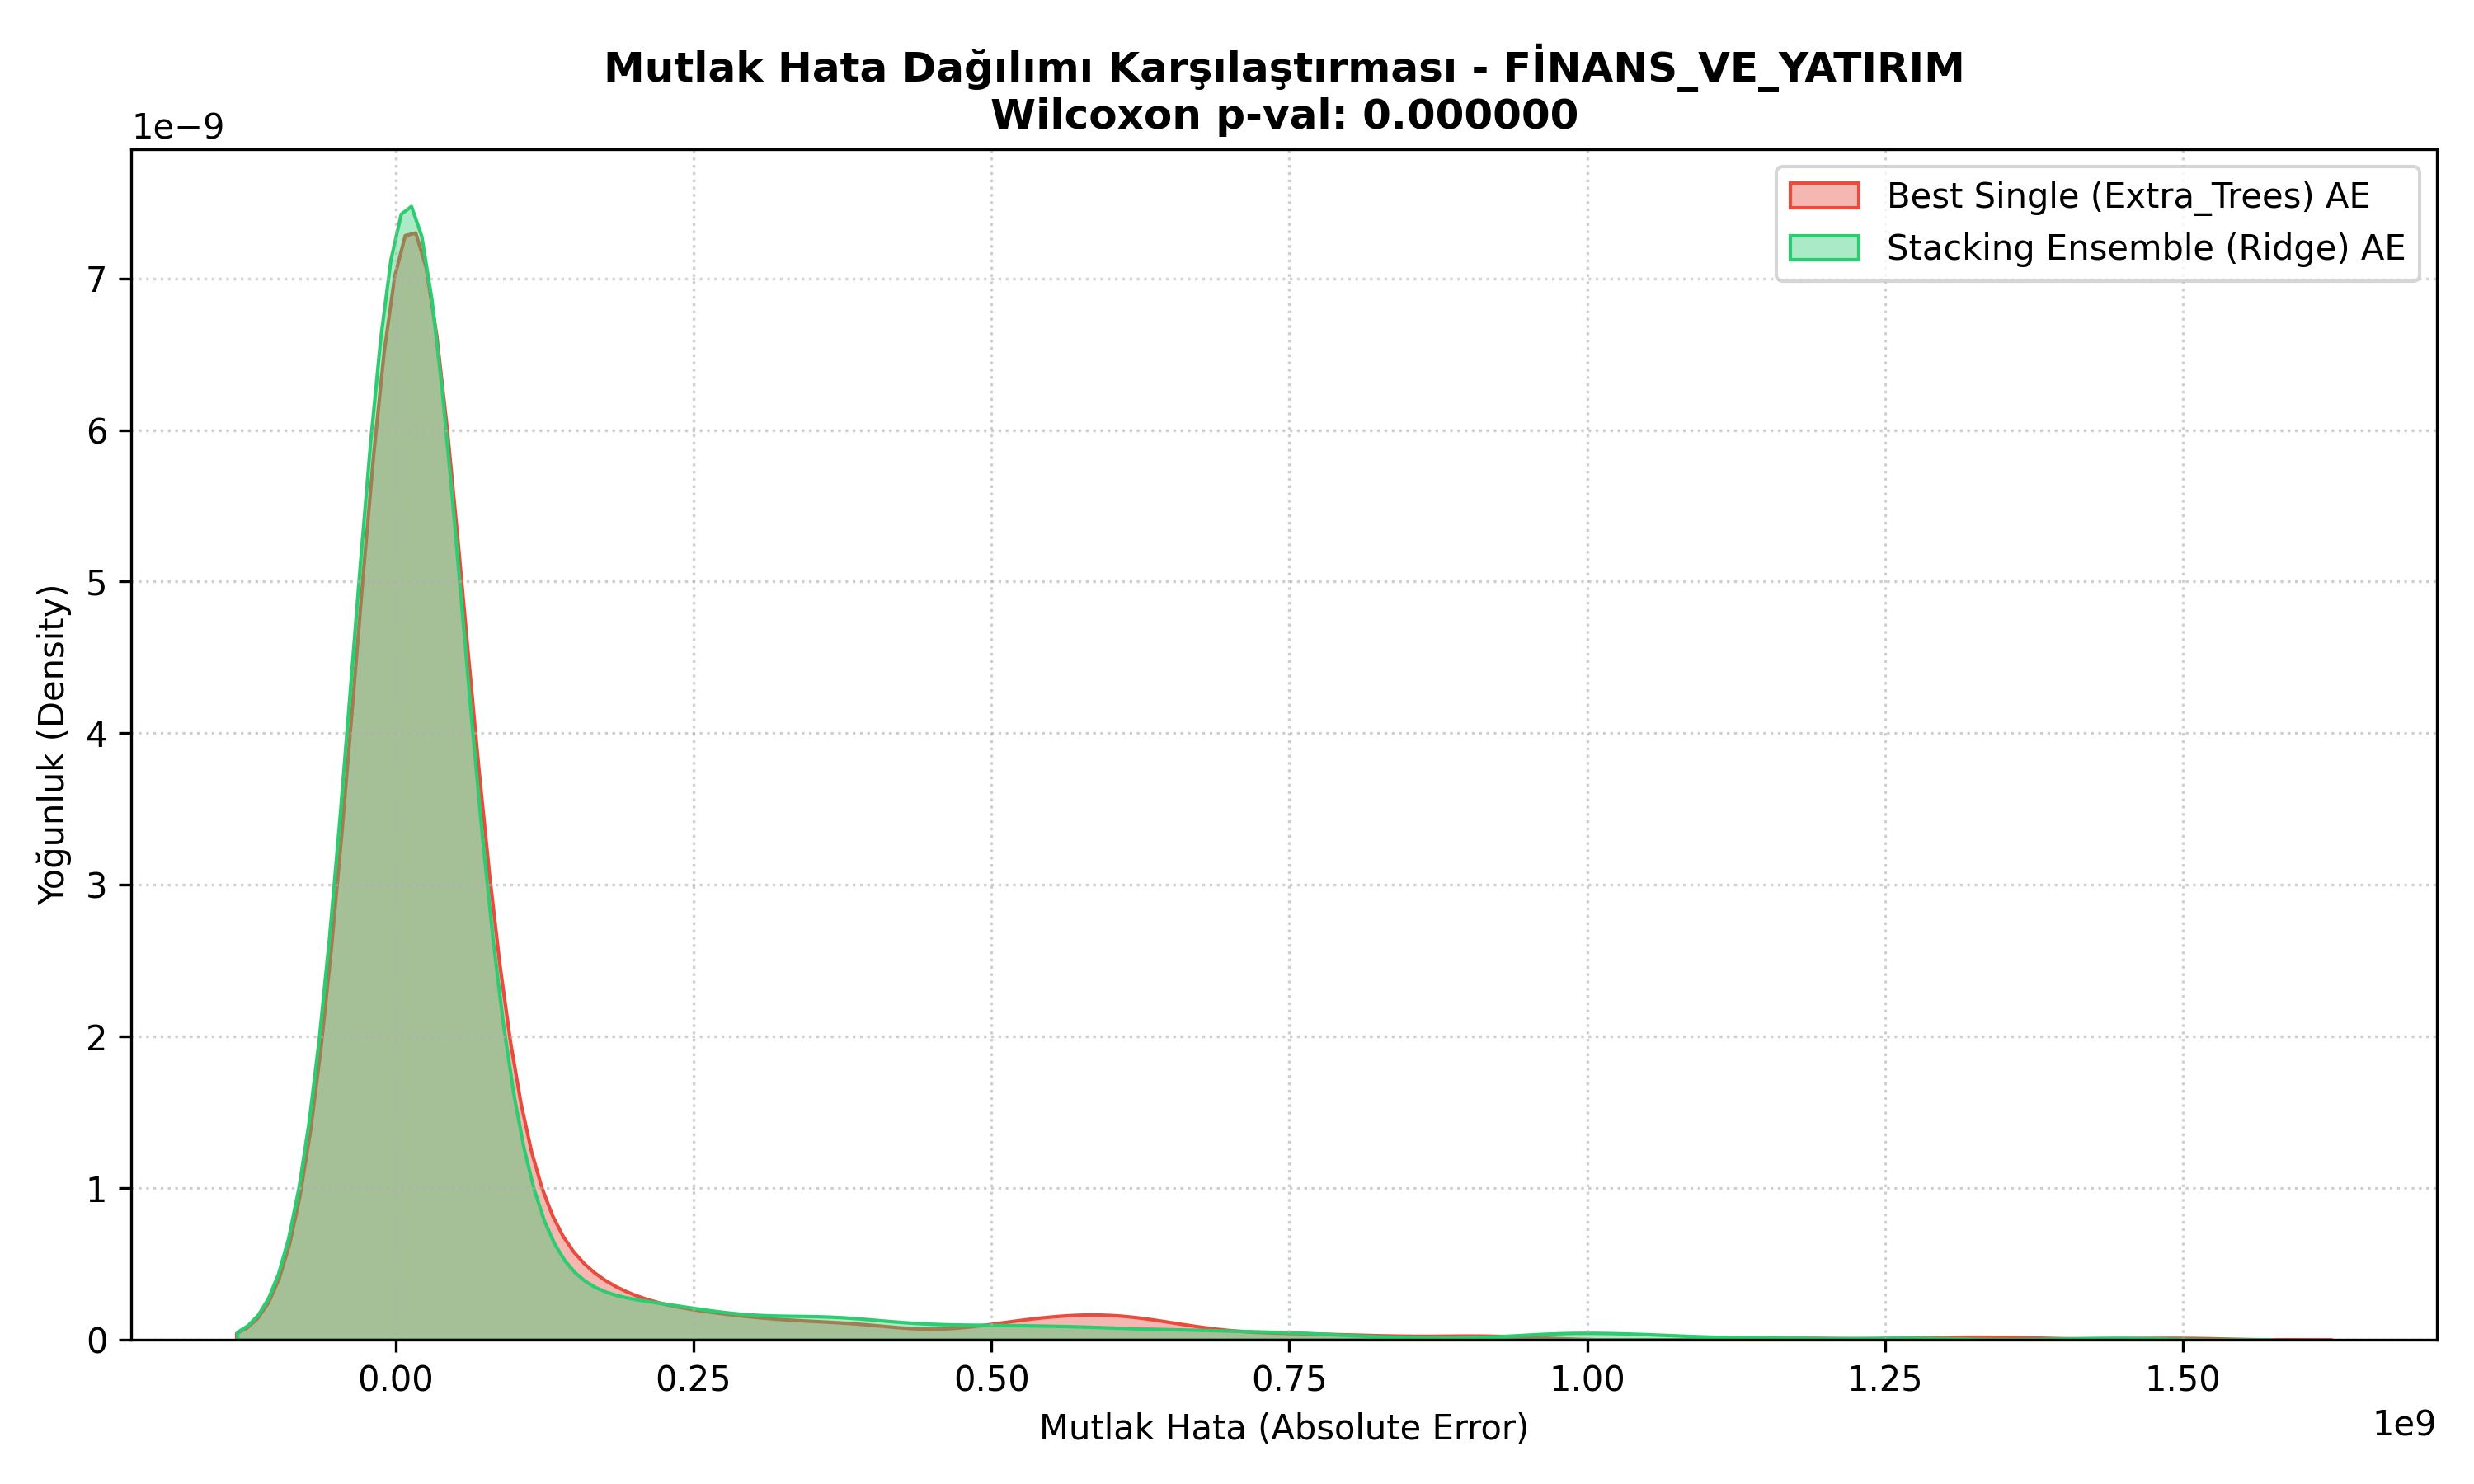 Mutlak Hata Dağılımı Karşılaştırması - FİNANS_VE_YATIRIM
Wilcoxon p-val: 0.000000
1e−9
Best Single (Extra_Trees) AE
Stacking Ensemble (Ridge) AE
7
6
5
4
3
2
1
0
Yoğunluk (Density)
0.00 0.25 0.50 0.75 1.00 1.25 1.50
1e9
Mutlak Hata (Absolute Error)